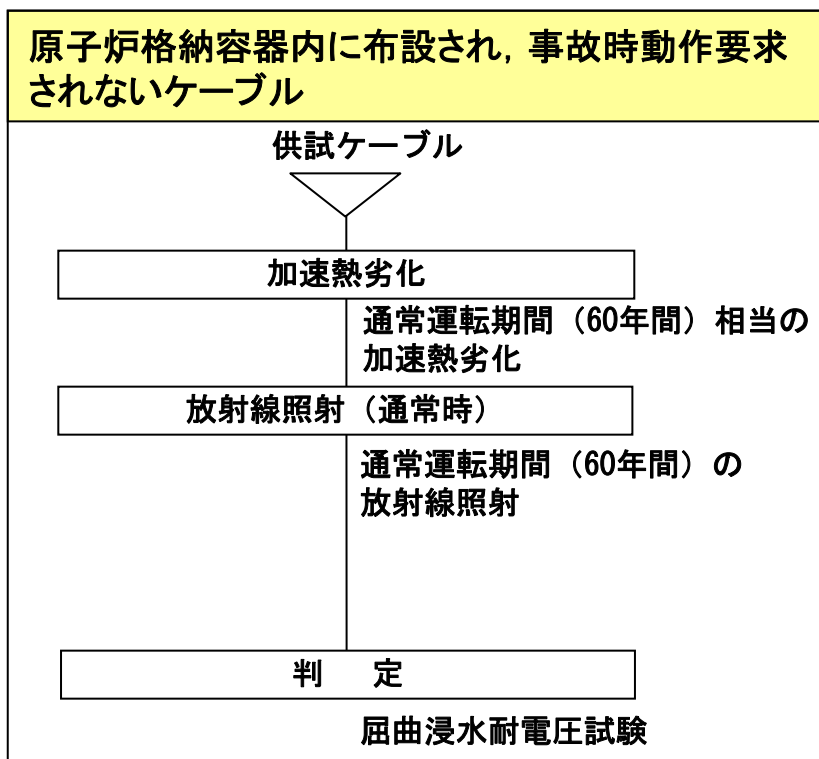 原子炉格納容器内に布設され，事故時動作要求
されないケーブル
供試ケーブル
加速熱劣化
通常運転期間（60年間）相当の
加速熱劣化
放射線照射（通常時）
通常運転期間（60年間）の
放射線照射
判　定
屈曲浸水耐電圧試験